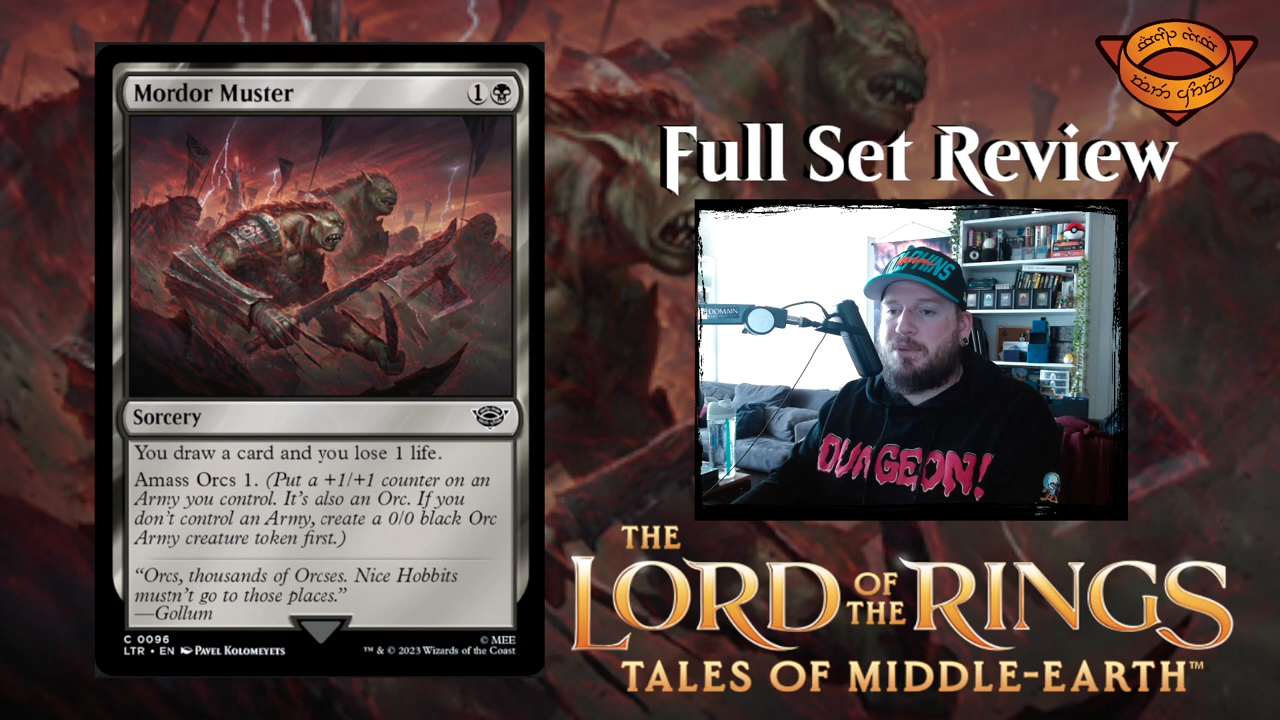 Mordor Muster
1
Sorcery
You draw a card and you lose 1 life.
Amass Orcs 1. (Put a +1/+1 counter on an
Army you control. It's also an Orc. If you
don't control an Army, create a 0/0 black Orc
Army creature token first.)
“Orcs, thousands of Orcses. Nice Hobbits
mustn't go to those places.”
—Gollum
C 0096
LTR • EN PAVEL KOLOMEYETS
© MEE
™ & © 2023 Wizards of the Coast
Full Set Review
DOLPHINS
DOMAIN
DUNGEON!
THE
LORD OF THE RINGS
TALES OF MIDDLE-EARTH™